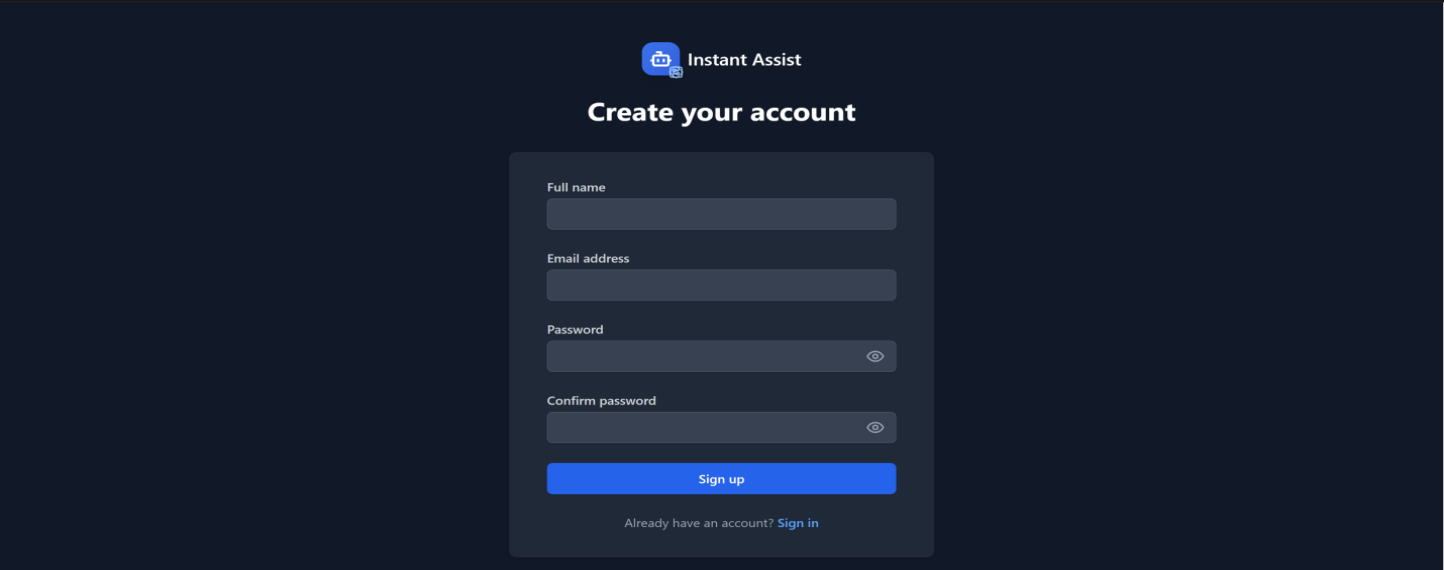 Instant Assist
Create your account
Full name
Email address
Password
Confirm password
Sign up
Already have an account? Sign in